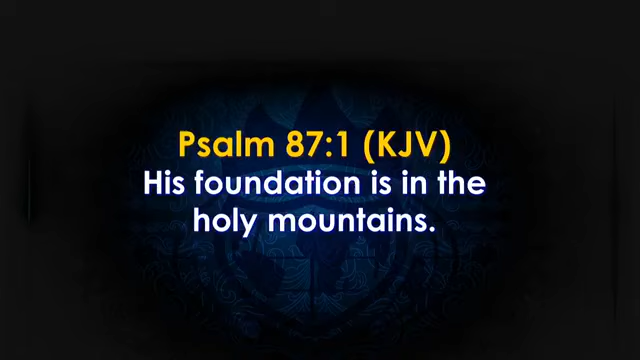 Psalm 87:1 (KJV)
His foundation is in the
holy mountains.